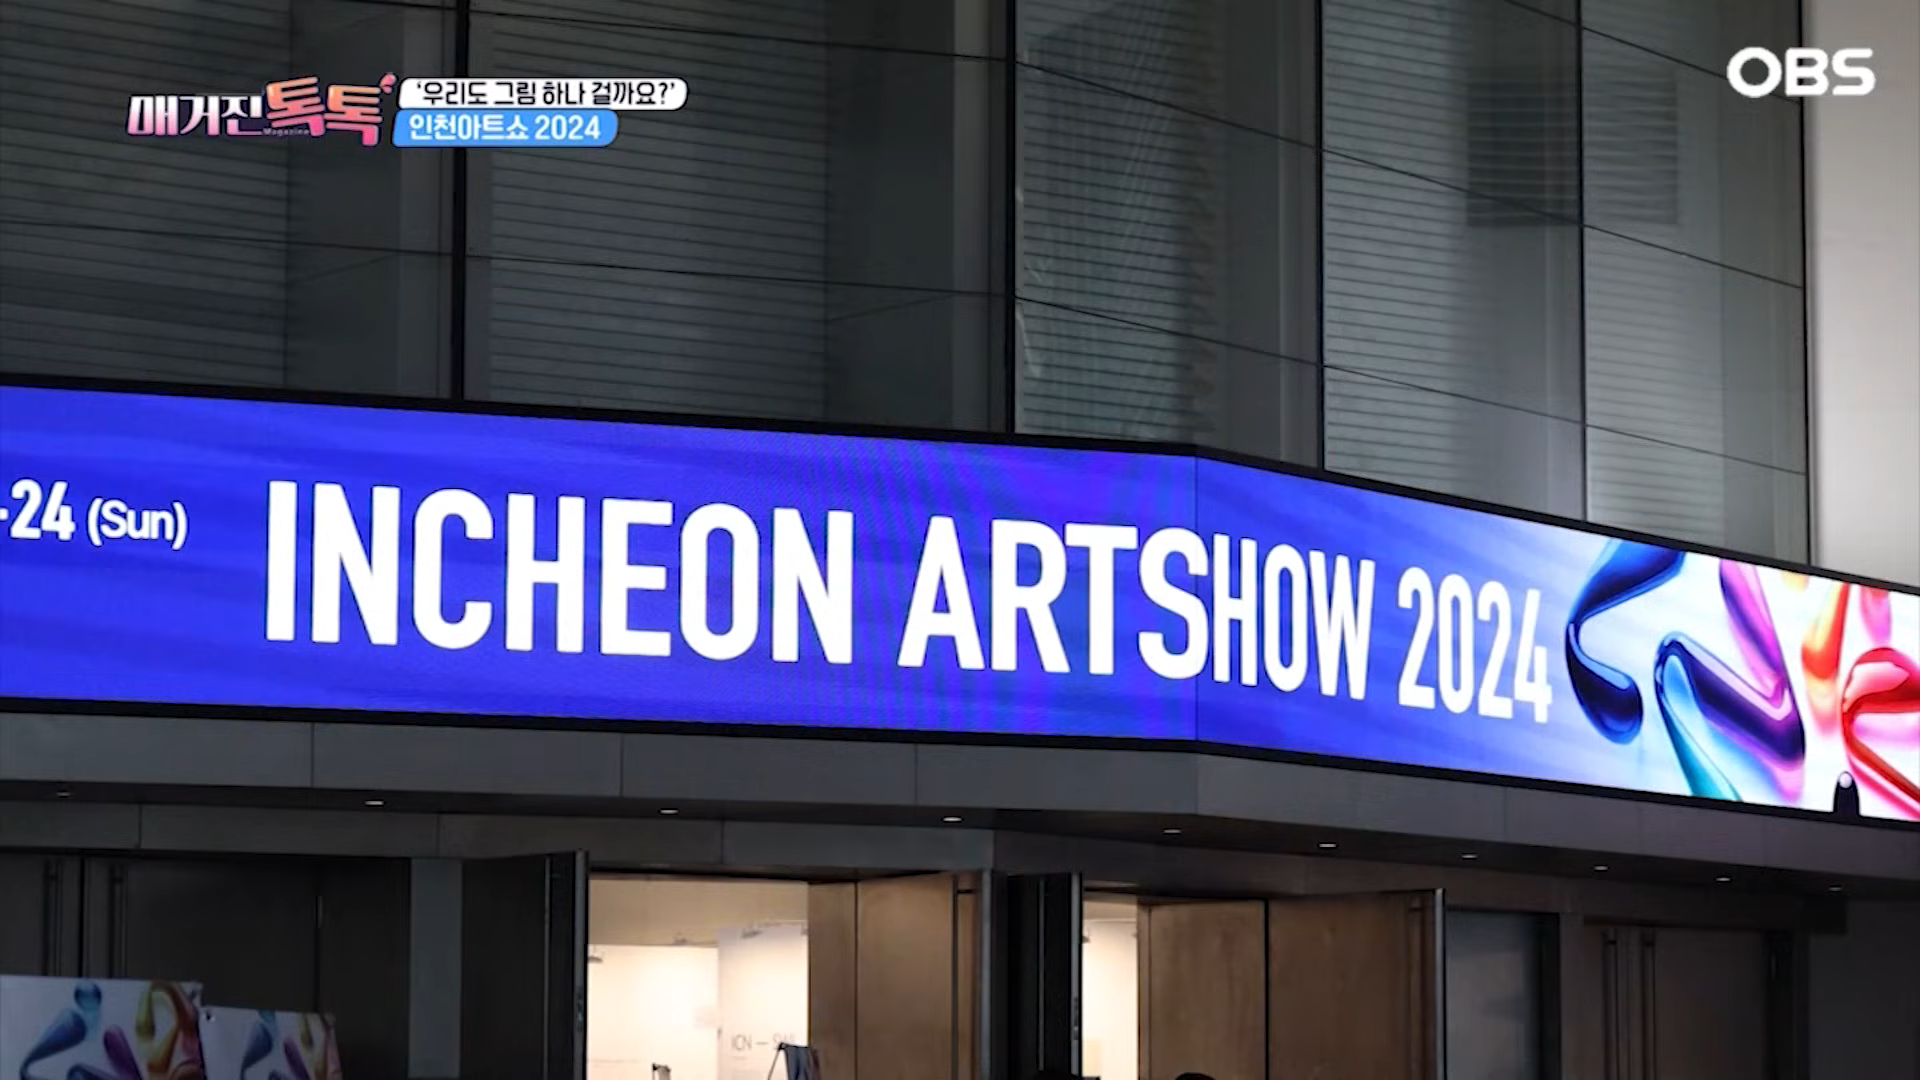 OBS
매거진톡톡
Magazine
'우리도 그림 하나 걸까요?'
인천아트쇼 2024
-24 (Sun)
INCHEON ARTSHOW 2024